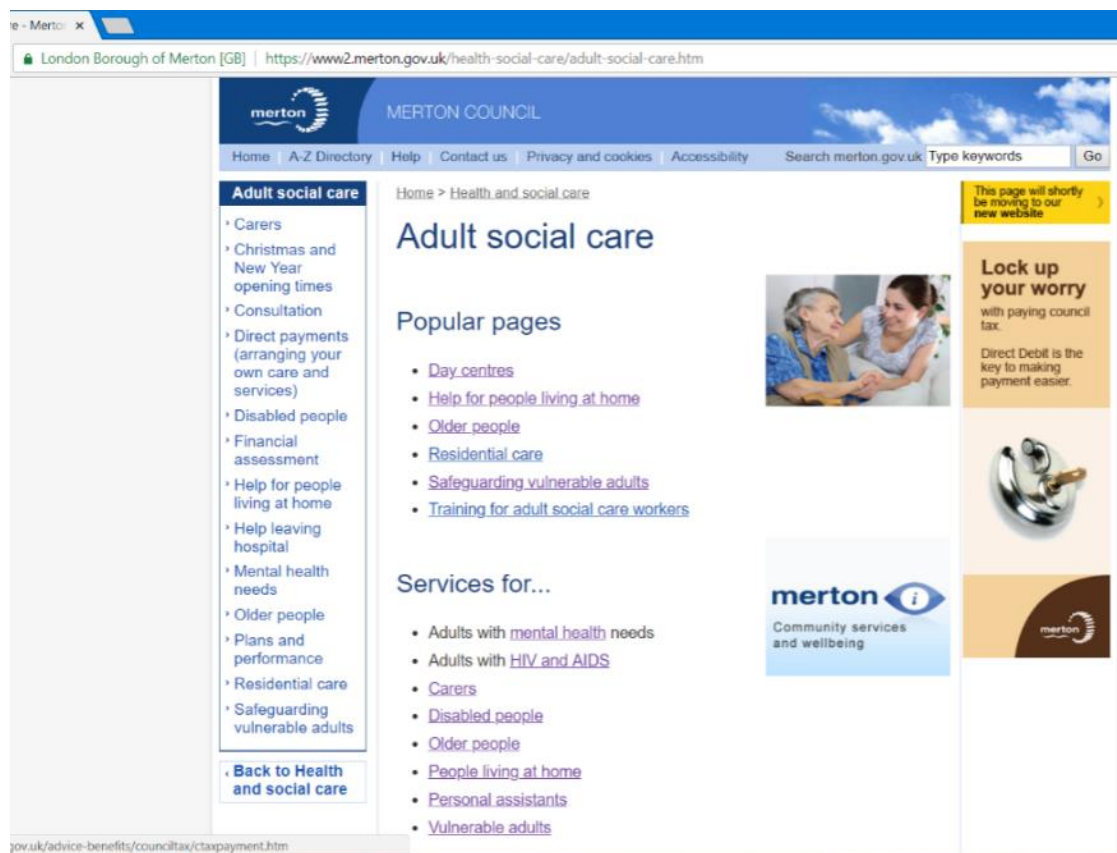 re - Merto
London Borough of Merton [GB] | https://www2.merton.gov.uk/health-social-care/adult-social-care.htm
merton
MERTON COUNCIL
Home | A-Z Directory | Help | Contact us | Privacy and cookies | Accessibility
Search merton.gov.uk Type keywords Go
Adult social care
Carers
Christmas and
New Year
opening times
Consultation
Direct payments
(arranging your
own care and
services)
Disabled people
Financial
assessment
Help for people
living at home
Help leaving
hospital
Mental health
needs
Older people
Plans and
performance
Residential care
Safeguarding
vulnerable adults
Back to Health
and social care
Home > Health and social care
Adult social care
Popular pages
• Day centres
• Help for people living at home
• Older people
• Residential care
• Safeguarding vulnerable adults
• Training for adult social care workers
Services for...
• Adults with mental health needs
• Adults with HIV and AIDS
• Carers
• Disabled people
• Older people
• People living at home
• Personal assistants
• Vulnerable adults
merton i
Community services
and wellbeing
This page will shortly
be moving to our
new website
Lock up
your worry
with paying council
tax.
Direct Debit is the
key to making
payment easier.
merton
gov.uk/advice-benefits/counciltax/ctaxpayment.htm